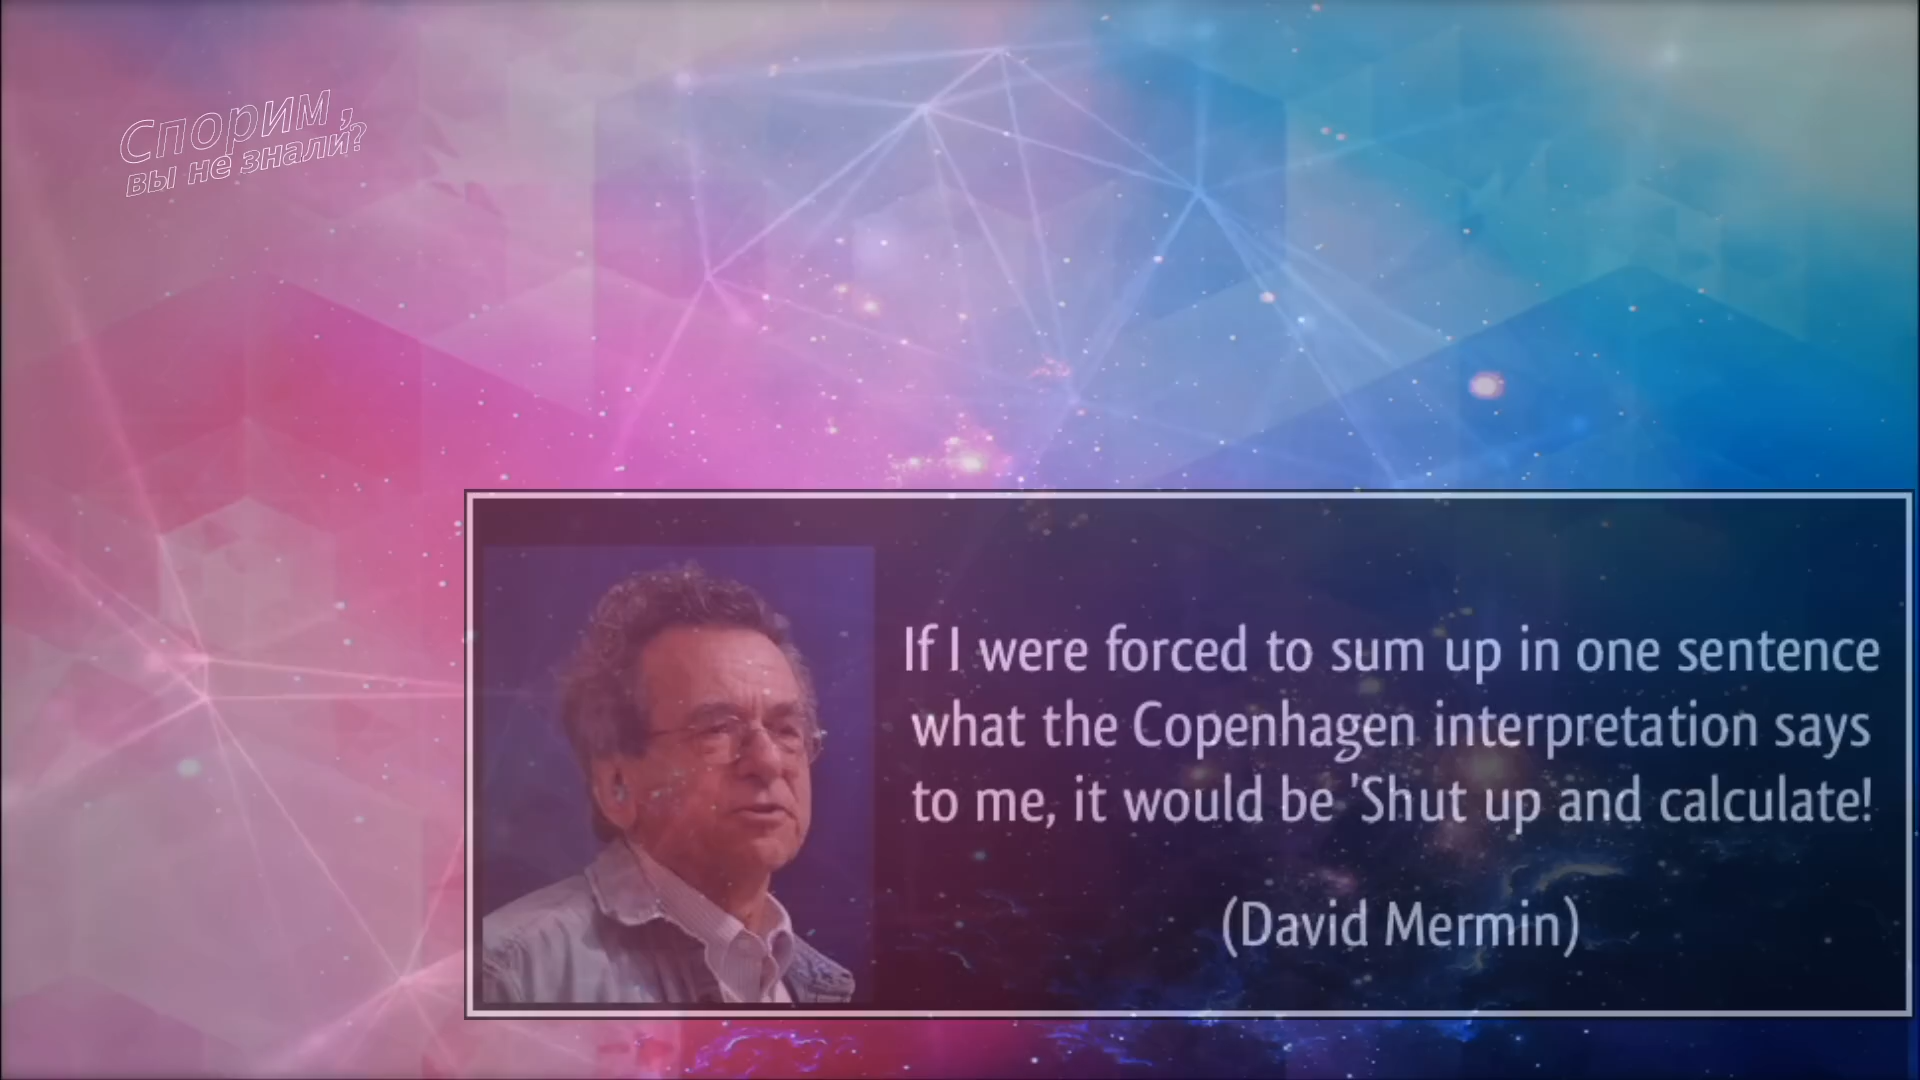 Спорим,
вы не знали?
If I were forced to sum up in one sentence
what the Copenhagen interpretation says
to me, it would be 'Shut up and calculate!
(David Mermin)